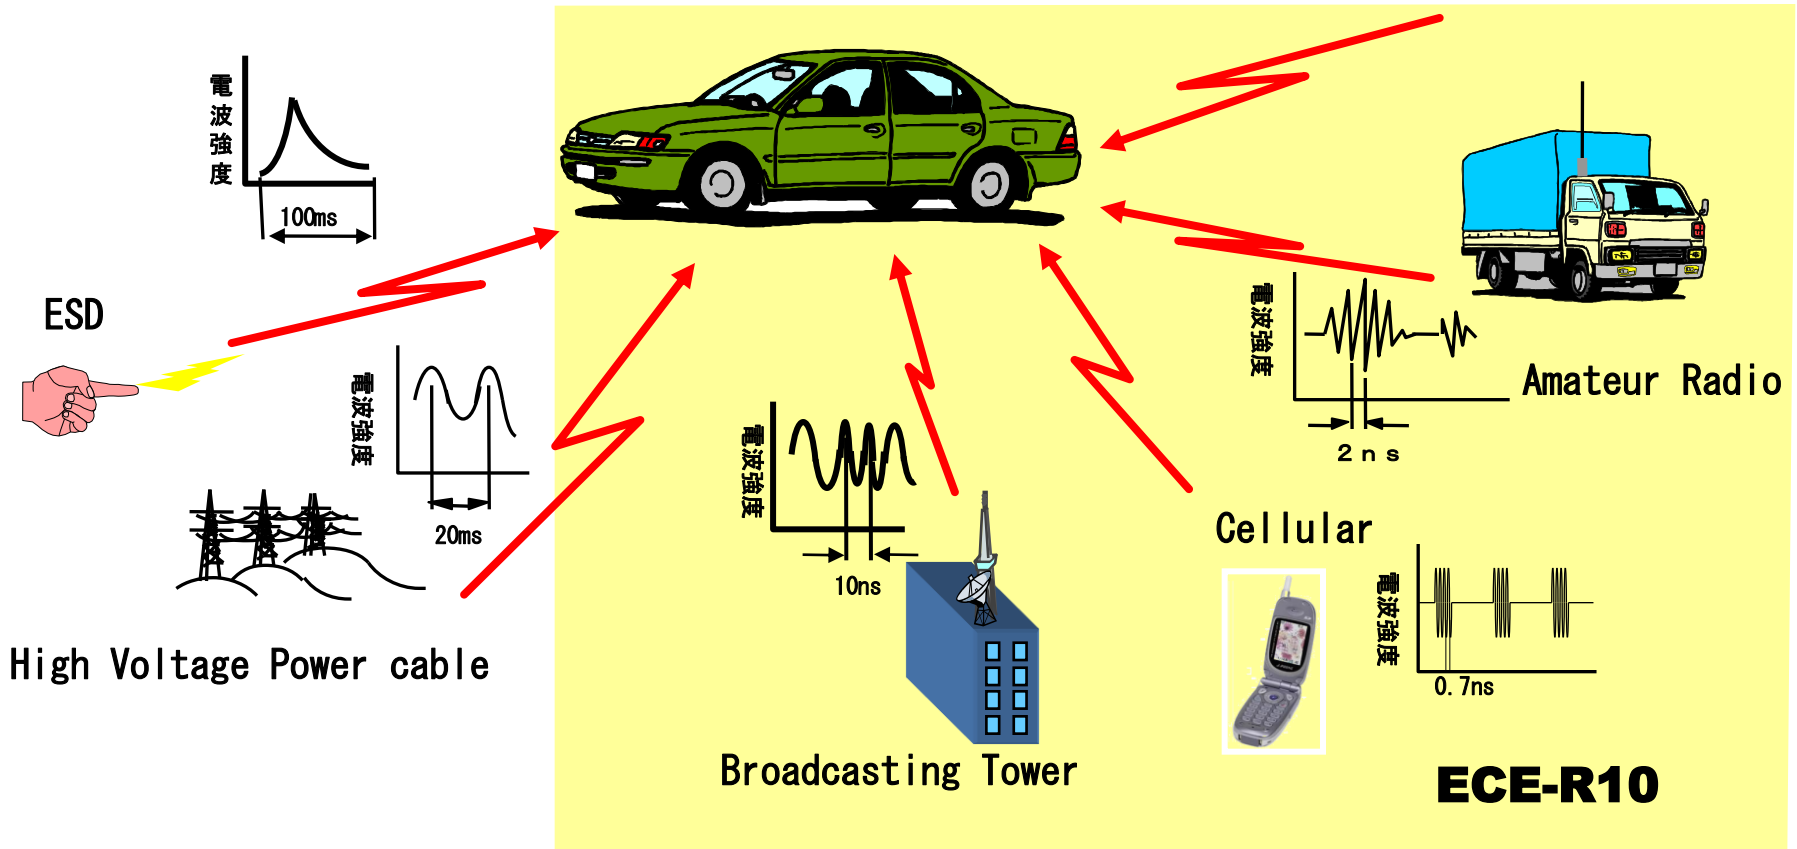 電波強度
100ms
ESD
電波強度
20ms
High Voltage Power cable
電波強度
10ns
Broadcasting Tower
電波強度
2ns
Amateur Radio
Cellular
電波強度
0.7ns
ECE-R10